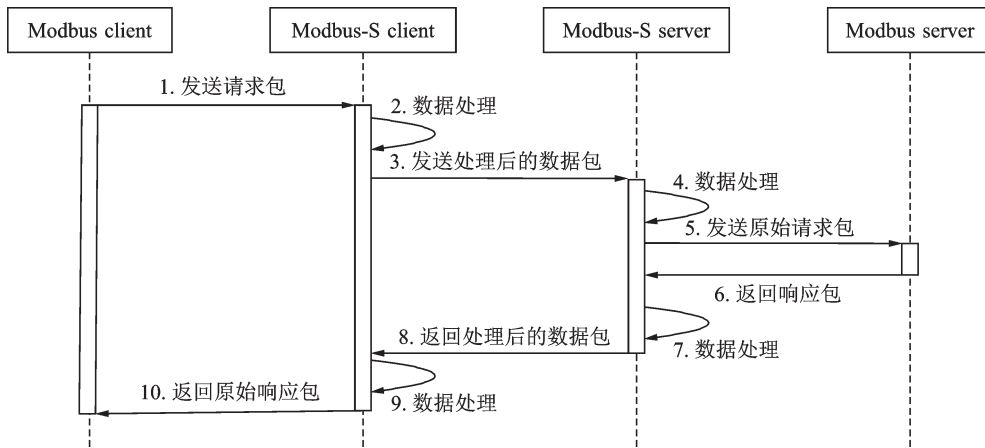 Modbus client
Modbus-S client
Modbus-S server
Modbus server
1. 发送请求包
2. 数据处理
3. 发送处理后的数据包
4. 数据处理
5. 发送原始请求包
6. 返回响应包
7. 数据处理
8. 返回处理后的数据包
9. 数据处理
10. 返回原始响应包